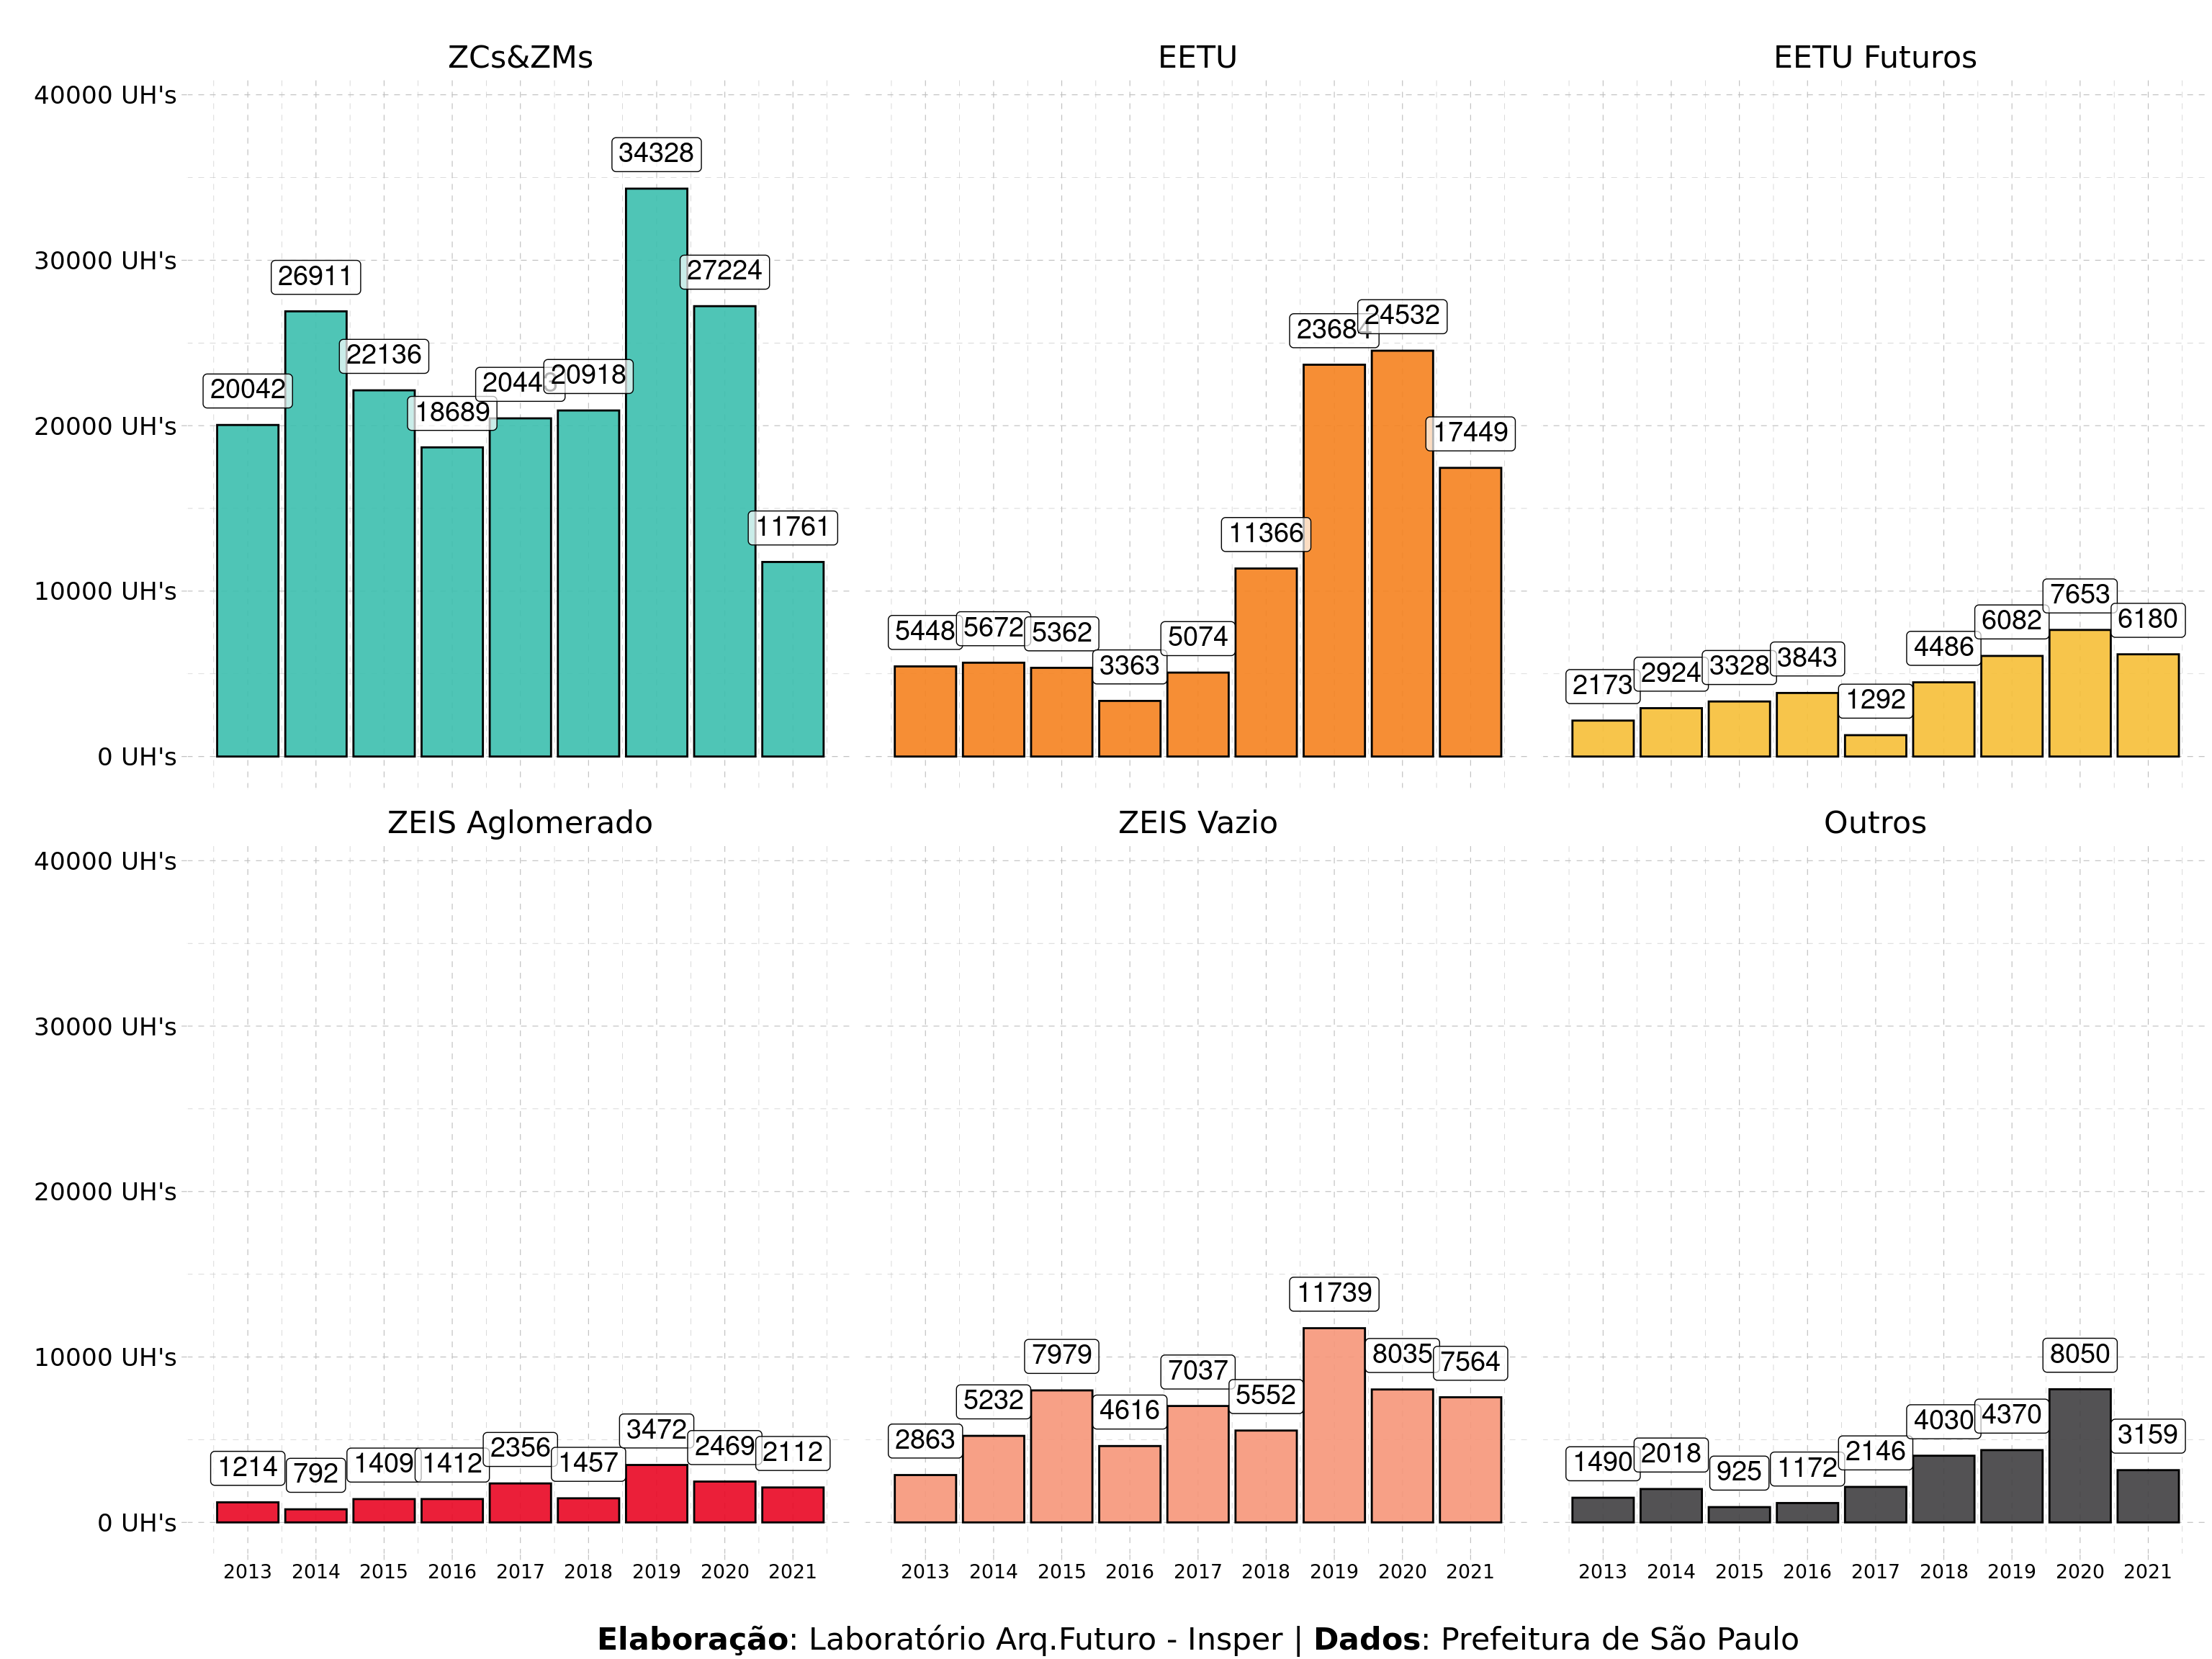 ZCs&ZMs
EETU
EETU Futuros
40000 UH's
30000 UH's
20000 UH's
10000 UH's
0 UH's
20042
26911
22136
18689
20443
20918
34328
27224
11761
5448
5672
5362
3363
5074
11366
23684
24532
17449
2173
2924
3328
3843
1292
4486
6082
7653
6180
ZEIS Aglomerado
ZEIS Vazio
Outros
40000 UH's
30000 UH's
20000 UH's
10000 UH's
0 UH's
1214
792
1409
1412
2356
1457
3472
2469
2112
2863
5232
7979
4616
7037
5552
11739
8035
7564
1490
2018
925
1172
2146
4030
4370
8050
3159
2013 2014 2015 2016 2017 2018 2019 2020 2021
2013 2014 2015 2016 2017 2018 2019 2020 2021
2013 2014 2015 2016 2017 2018 2019 2020 2021
Elaboração: Laboratório Arq.Futuro - Insper | Dados: Prefeitura de São Paulo